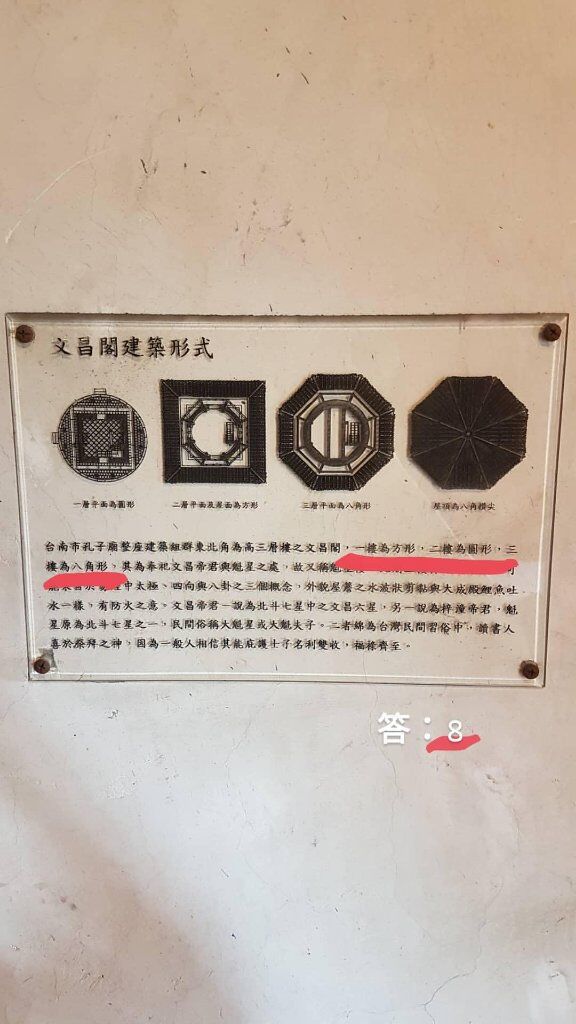 文昌閣建築形式
一層平面為圓形 二層平面及屋面為方形 三層平面為八角形 屋頂為八角攢尖
台南市孔子廟整座建築組群東北角為高三層樓之文昌閣，一樓為方形，二樓為圓形，三
樓為八角形，其為奉祀文昌帝君與魁星之處，故又稱魁
中太極、四向與八卦之三個概念，外貌屋蓋之水波狀剪黏與大成殿鯉魚吐
水一樣，有防火之意。文昌帝君一說為北斗七星中之文昌六星，另一說為梓潼帝君，魁
星原為北斗七星之一，民間俗稱大魁星或大魁夫子。二者綿為台灣民間習俗中，讀書人
喜於祭拜之神，因為一般人相信其能庇護士子名利雙收，福祿齊至。
答：8